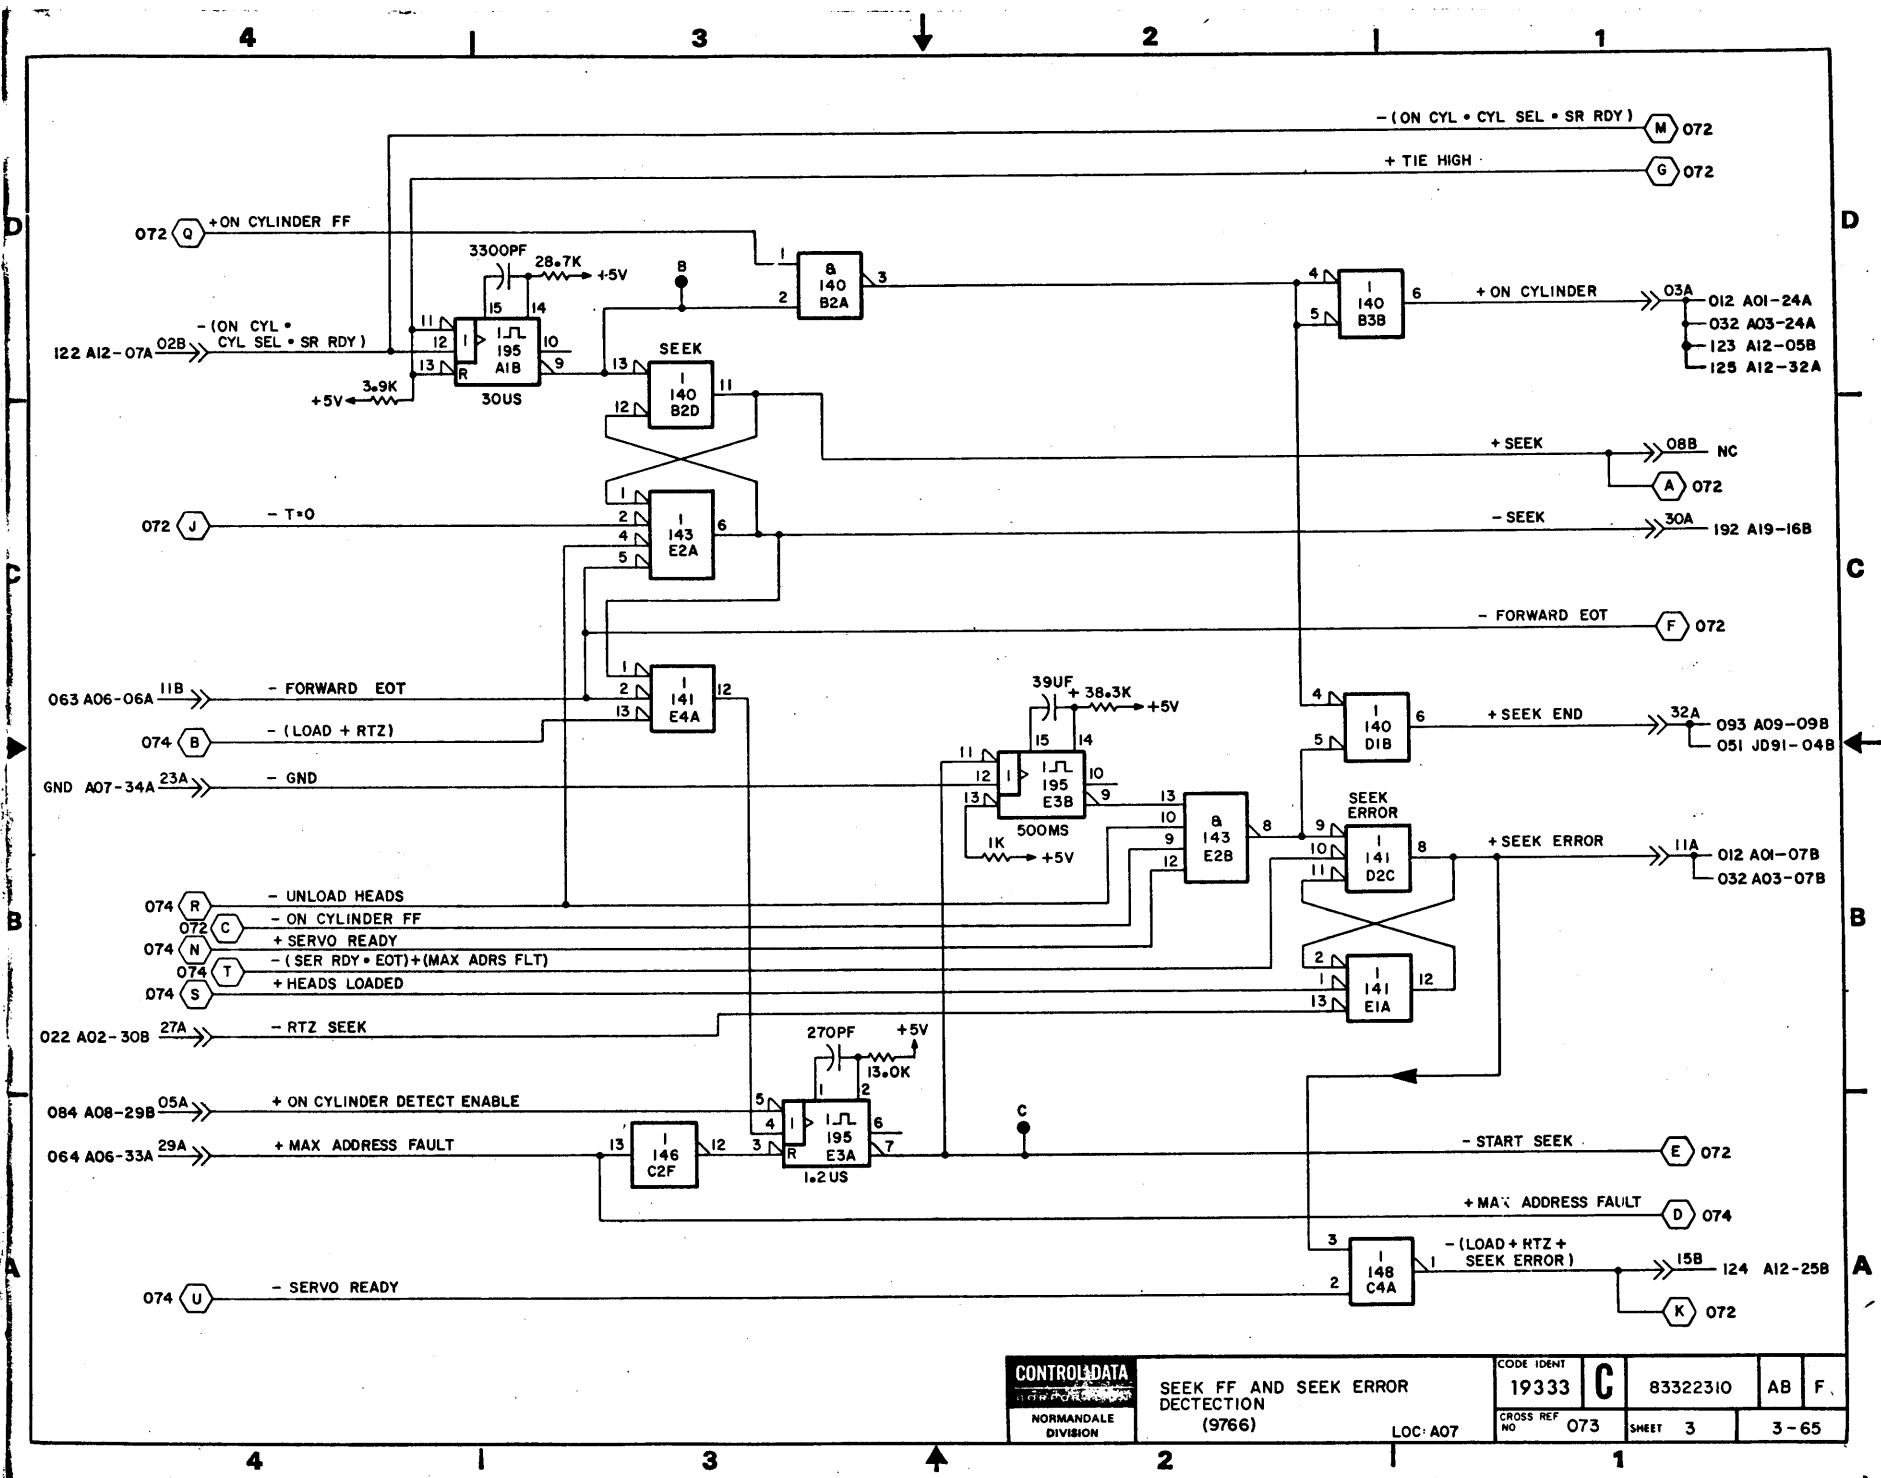 4 3 2 1
-(ON CYL • CYL SEL • SR RDY)
M 072
+ TIE HIGH
G 072
D
D
072 Q +ON CYLINDER FF
3300PF
28.7K
+5V
B
1
2
&
140
B2A
3
15 14
11
12
13
1
R
1
195
A1B
10
9
30US
-(ON CYL •
CYL SEL • SR RDY)
122 A12-07A 02B
3.9K
+5V
4
5
1
140
B3B
6
+ ON CYLINDER
03A
012 A01-24A
032 A03-24A
123 A12-05B
125 A12-32A
SEEK
13
12
1
140
B2D
11
+ SEEK
08B
NC
A 072
072 J - T=0
1
2
4
5
1
143
E2A
6
- SEEK
30A
192 A19-16B
C
C
- FORWARD EOT
F 072
063 A06-06A 11B - FORWARD EOT
074 B -(LOAD + RTZ)
1
2
13
1
141
E4A
12
GND A07-34A 23A - GND
39UF
+ 38.3K
+5V
15 14
11
12
13
1
1
195
E3B
10
9
500MS
1K
+5V
4
5
1
140
D1B
6
+ SEEK END
32A
093 A09-09B
051 JD91-04B
13
10
9
12
&
143
E2B
8
SEEK
ERROR
9
10
11
1
141
D2C
8
+ SEEK ERROR
11A
012 A01-07B
032 A03-07B
B
B
074 R - UNLOAD HEADS
072 C - ON CYLINDER FF
074 N + SERVO READY
074 T -(SER RDY • EOT)+(MAX ADRS FLT)
074 S + HEADS LOADED
022 A02-30B 27A - RTZ SEEK
2
1
13
1
141
E1A
12
270PF
+5V
13.0K
1 2
084 A08-29B 05A + ON CYLINDER DETECT ENABLE
064 A06-33A 29A + MAX ADDRESS FAULT
13
1
146
C2F
12
5
4
3
1
R
1
195
E3A
6
7
1.2US
C
- START SEEK
E 072
+ MAX ADDRESS FAULT
D 074
A
A
074 U - SERVO READY
3
2
1
148
C4A
1
-(LOAD + RTZ +
SEEK ERROR)
15B
124 A12-25B
K 072
CONTROL DATA
CORPORATION
NORMANDALE
DIVISION
SEEK FF AND SEEK ERROR
DECTECTION
(9766)
LOC: A07
CODE IDENT
19333
C
83322310
AB
F
CROSS REF
NO
073
SHEET 3
3-65
4 3 2 1